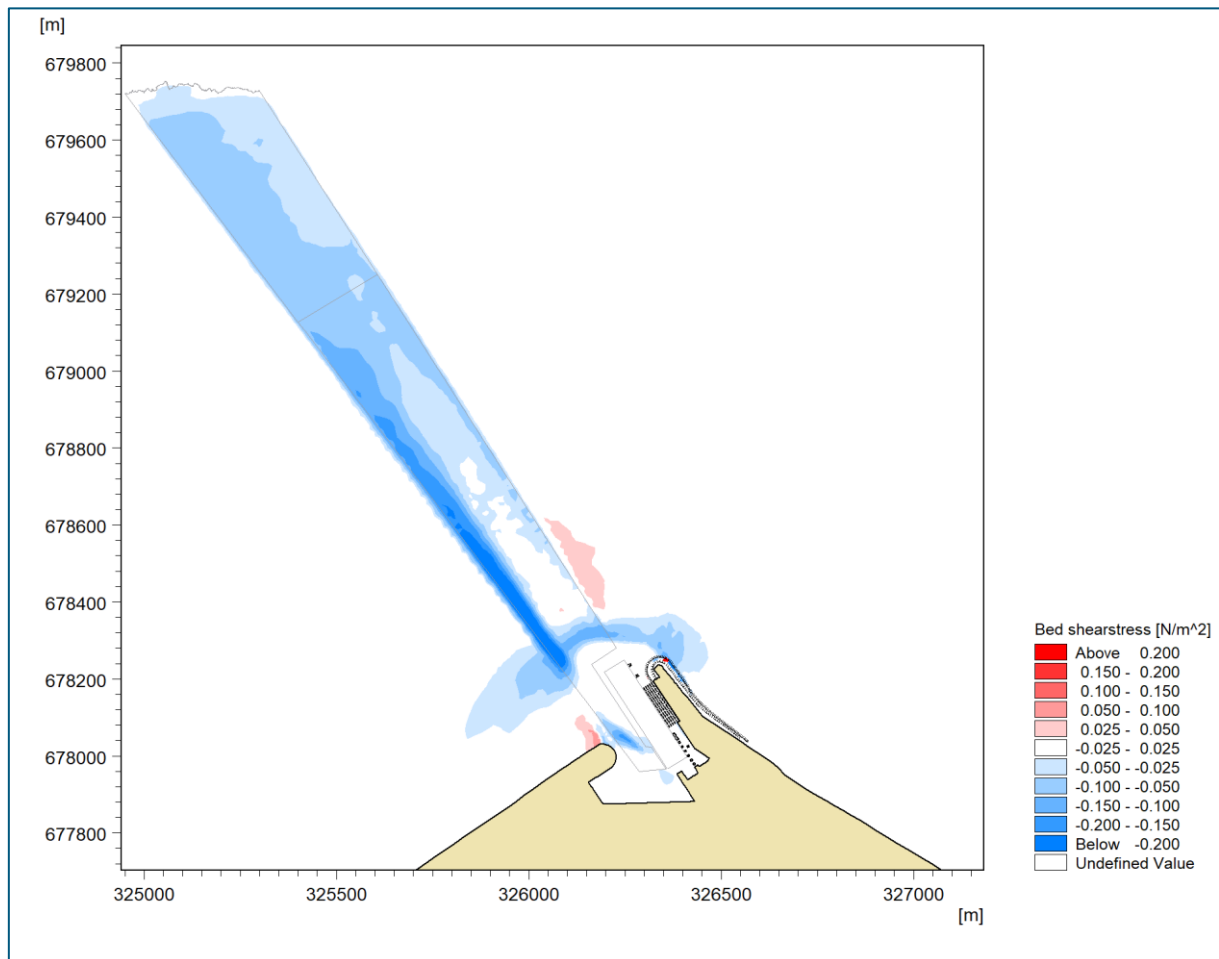 [m]
679800
679600
679400
679200
679000
678800
678600
678400
678200
678000
677800
325000 325500 326000 326500 327000
[m]
Bed shearstress [N/m^2]
Above 0.200
0.150 - 0.200
0.100 - 0.150
0.050 - 0.100
0.025 - 0.050
-0.025 - 0.025
-0.050 - -0.025
-0.100 - -0.050
-0.150 - -0.100
-0.200 - -0.150
Below -0.200
Undefined Value